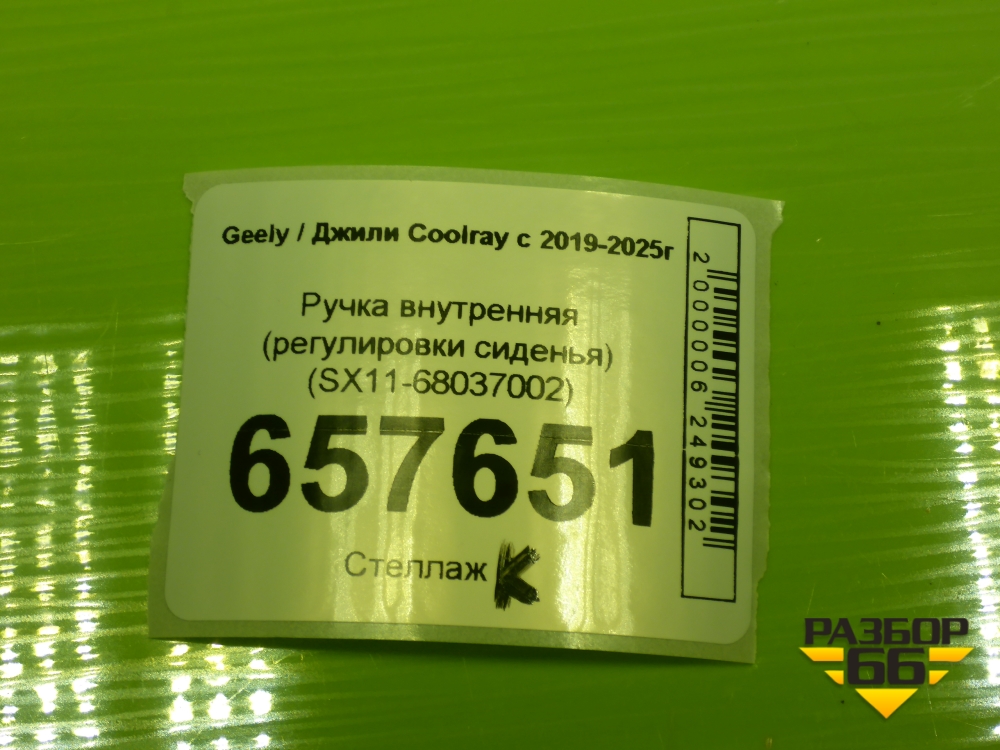 Geely / Джили Coolray с 2019-2025г
Ручка внутренняя
(регулировки сиденья)
(SX11-68037002)
657651
Стеллаж К
2000006249302
РАЗБОР
66